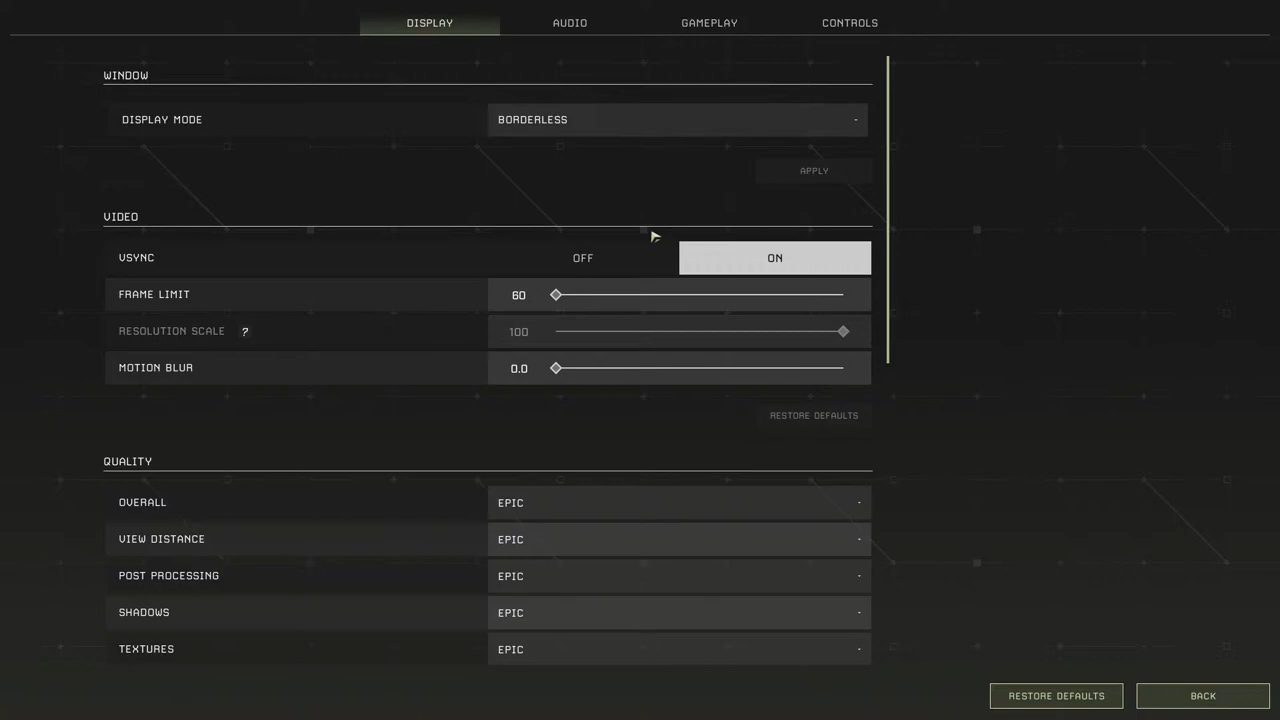 DISPLAY AUDIO GAMEPLAY CONTROLS
WINDOW
DISPLAY MODE BORDERLESS
APPLY
VIDEO
VSYNC OFF ON
FRAME LIMIT 60
RESOLUTION SCALE ? 100
MOTION BLUR 0.0
RESTORE DEFAULTS
QUALITY
OVERALL EPIC
VIEW DISTANCE EPIC
POST PROCESSING EPIC
SHADOWS EPIC
TEXTURES EPIC
RESTORE DEFAULTS BACK